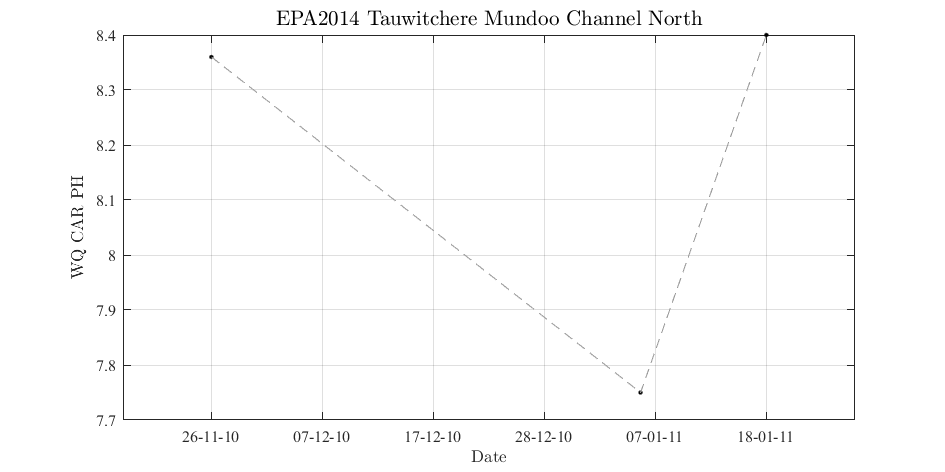 EPA2014 Tauwitchere Mundoo Channel North
8.4
8.3
8.2
8.1
8
7.9
7.8
7.7
WQ CAR PH
26-11-10 07-12-10 17-12-10 28-12-10 07-01-11 18-01-11
Date